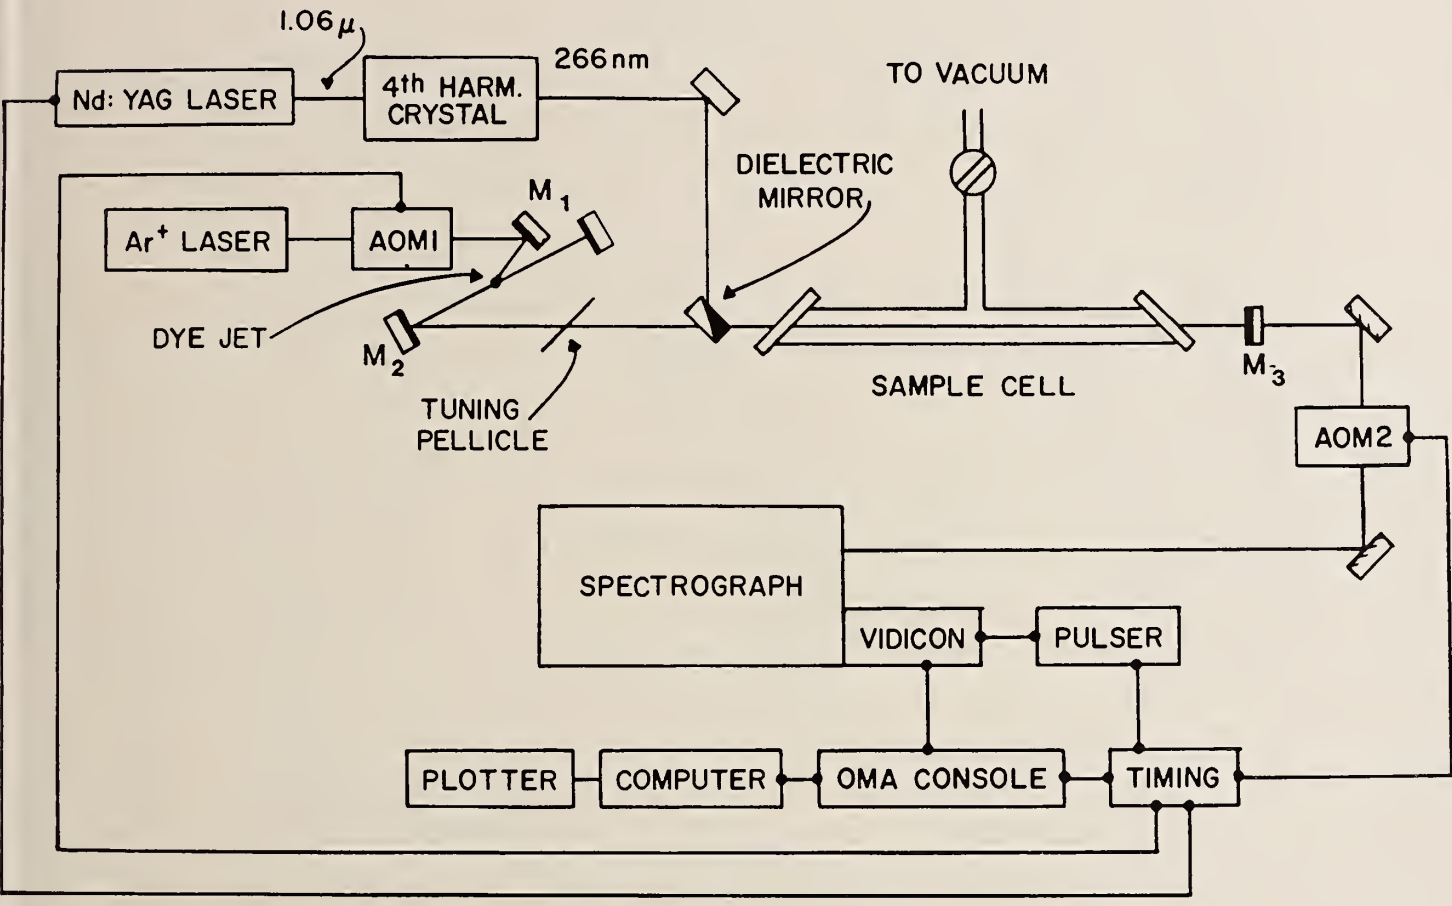 1.06μ
Nd: YAG LASER
4th HARM.
CRYSTAL
266nm
TO VACUUM
DIELECTRIC
MIRROR
Ar+ LASER
AOM1
M1
DYE JET
M2
TUNING
PELLICLE
SAMPLE CELL
M3
AOM2
SPECTROGRAPH
VIDICON
PULSER
PLOTTER
COMPUTER
OMA CONSOLE
TIMING